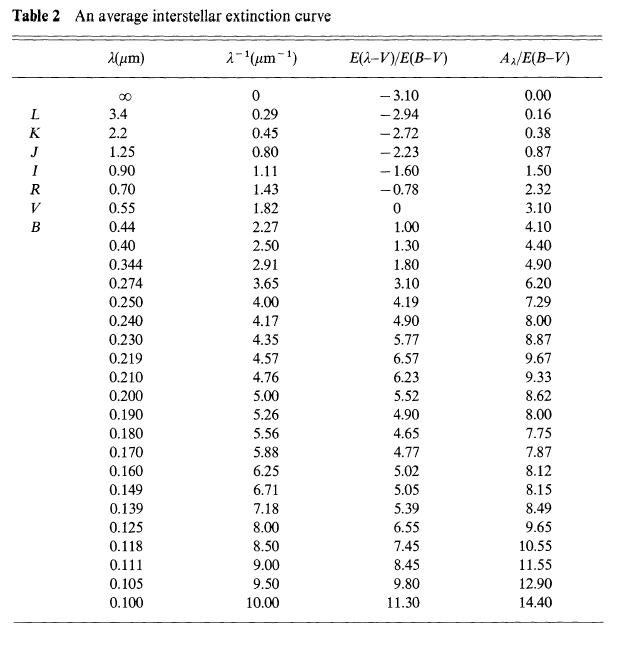 Table 2 An average interstellar extinction curve
λ(μm) λ⁻¹(μm⁻¹) E(λ–V)/E(B–V) A_λ/E(B–V)
∞ 0 −3.10 0.00
L 3.4 0.29 −2.94 0.16
K 2.2 0.45 −2.72 0.38
J 1.25 0.80 −2.23 0.87
I 0.90 1.11 −1.60 1.50
R 0.70 1.43 −0.78 2.32
V 0.55 1.82 0 3.10
B 0.44 2.27 1.00 4.10
0.40 2.50 1.30 4.40
0.344 2.91 1.80 4.90
0.274 3.65 3.10 6.20
0.250 4.00 4.19 7.29
0.240 4.17 4.90 8.00
0.230 4.35 5.77 8.87
0.219 4.57 6.57 9.67
0.210 4.76 6.23 9.33
0.200 5.00 5.52 8.62
0.190 5.26 4.90 8.00
0.180 5.56 4.65 7.75
0.170 5.88 4.77 7.87
0.160 6.25 5.02 8.12
0.149 6.71 5.05 8.15
0.139 7.18 5.39 8.49
0.125 8.00 6.55 9.65
0.118 8.50 7.45 10.55
0.111 9.00 8.45 11.55
0.105 9.50 9.80 12.90
0.100 10.00 11.30 14.40